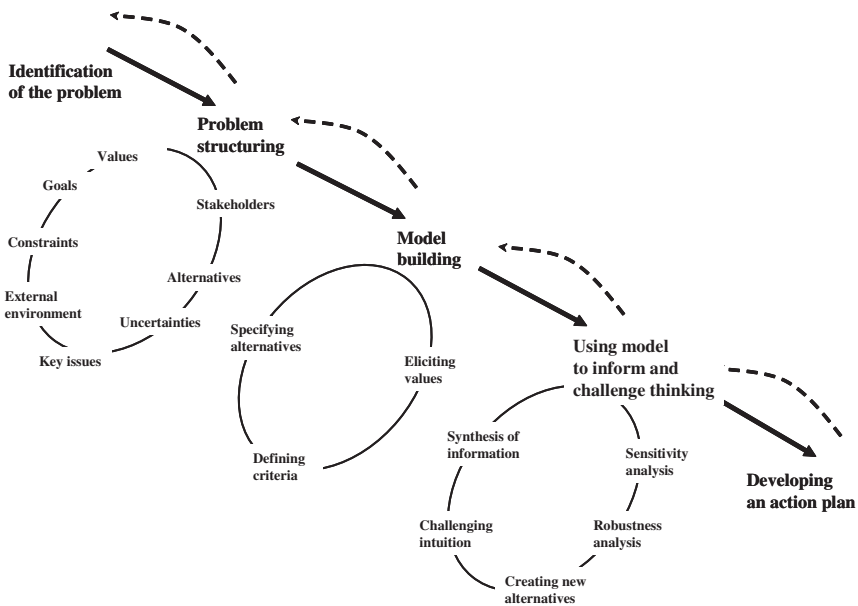 Identification
of the problem
Problem
structuring
Values
Goals
Stakeholders
Constraints
Alternatives
External
environment
Uncertainties
Key issues
Model
building
Specifying
alternatives
Eliciting
values
Defining
criteria
Using model
to inform and
challenge thinking
Synthesis of
information
Sensitivity
analysis
Challenging
intuition
Robustness
analysis
Creating new
alternatives
Developing
an action plan